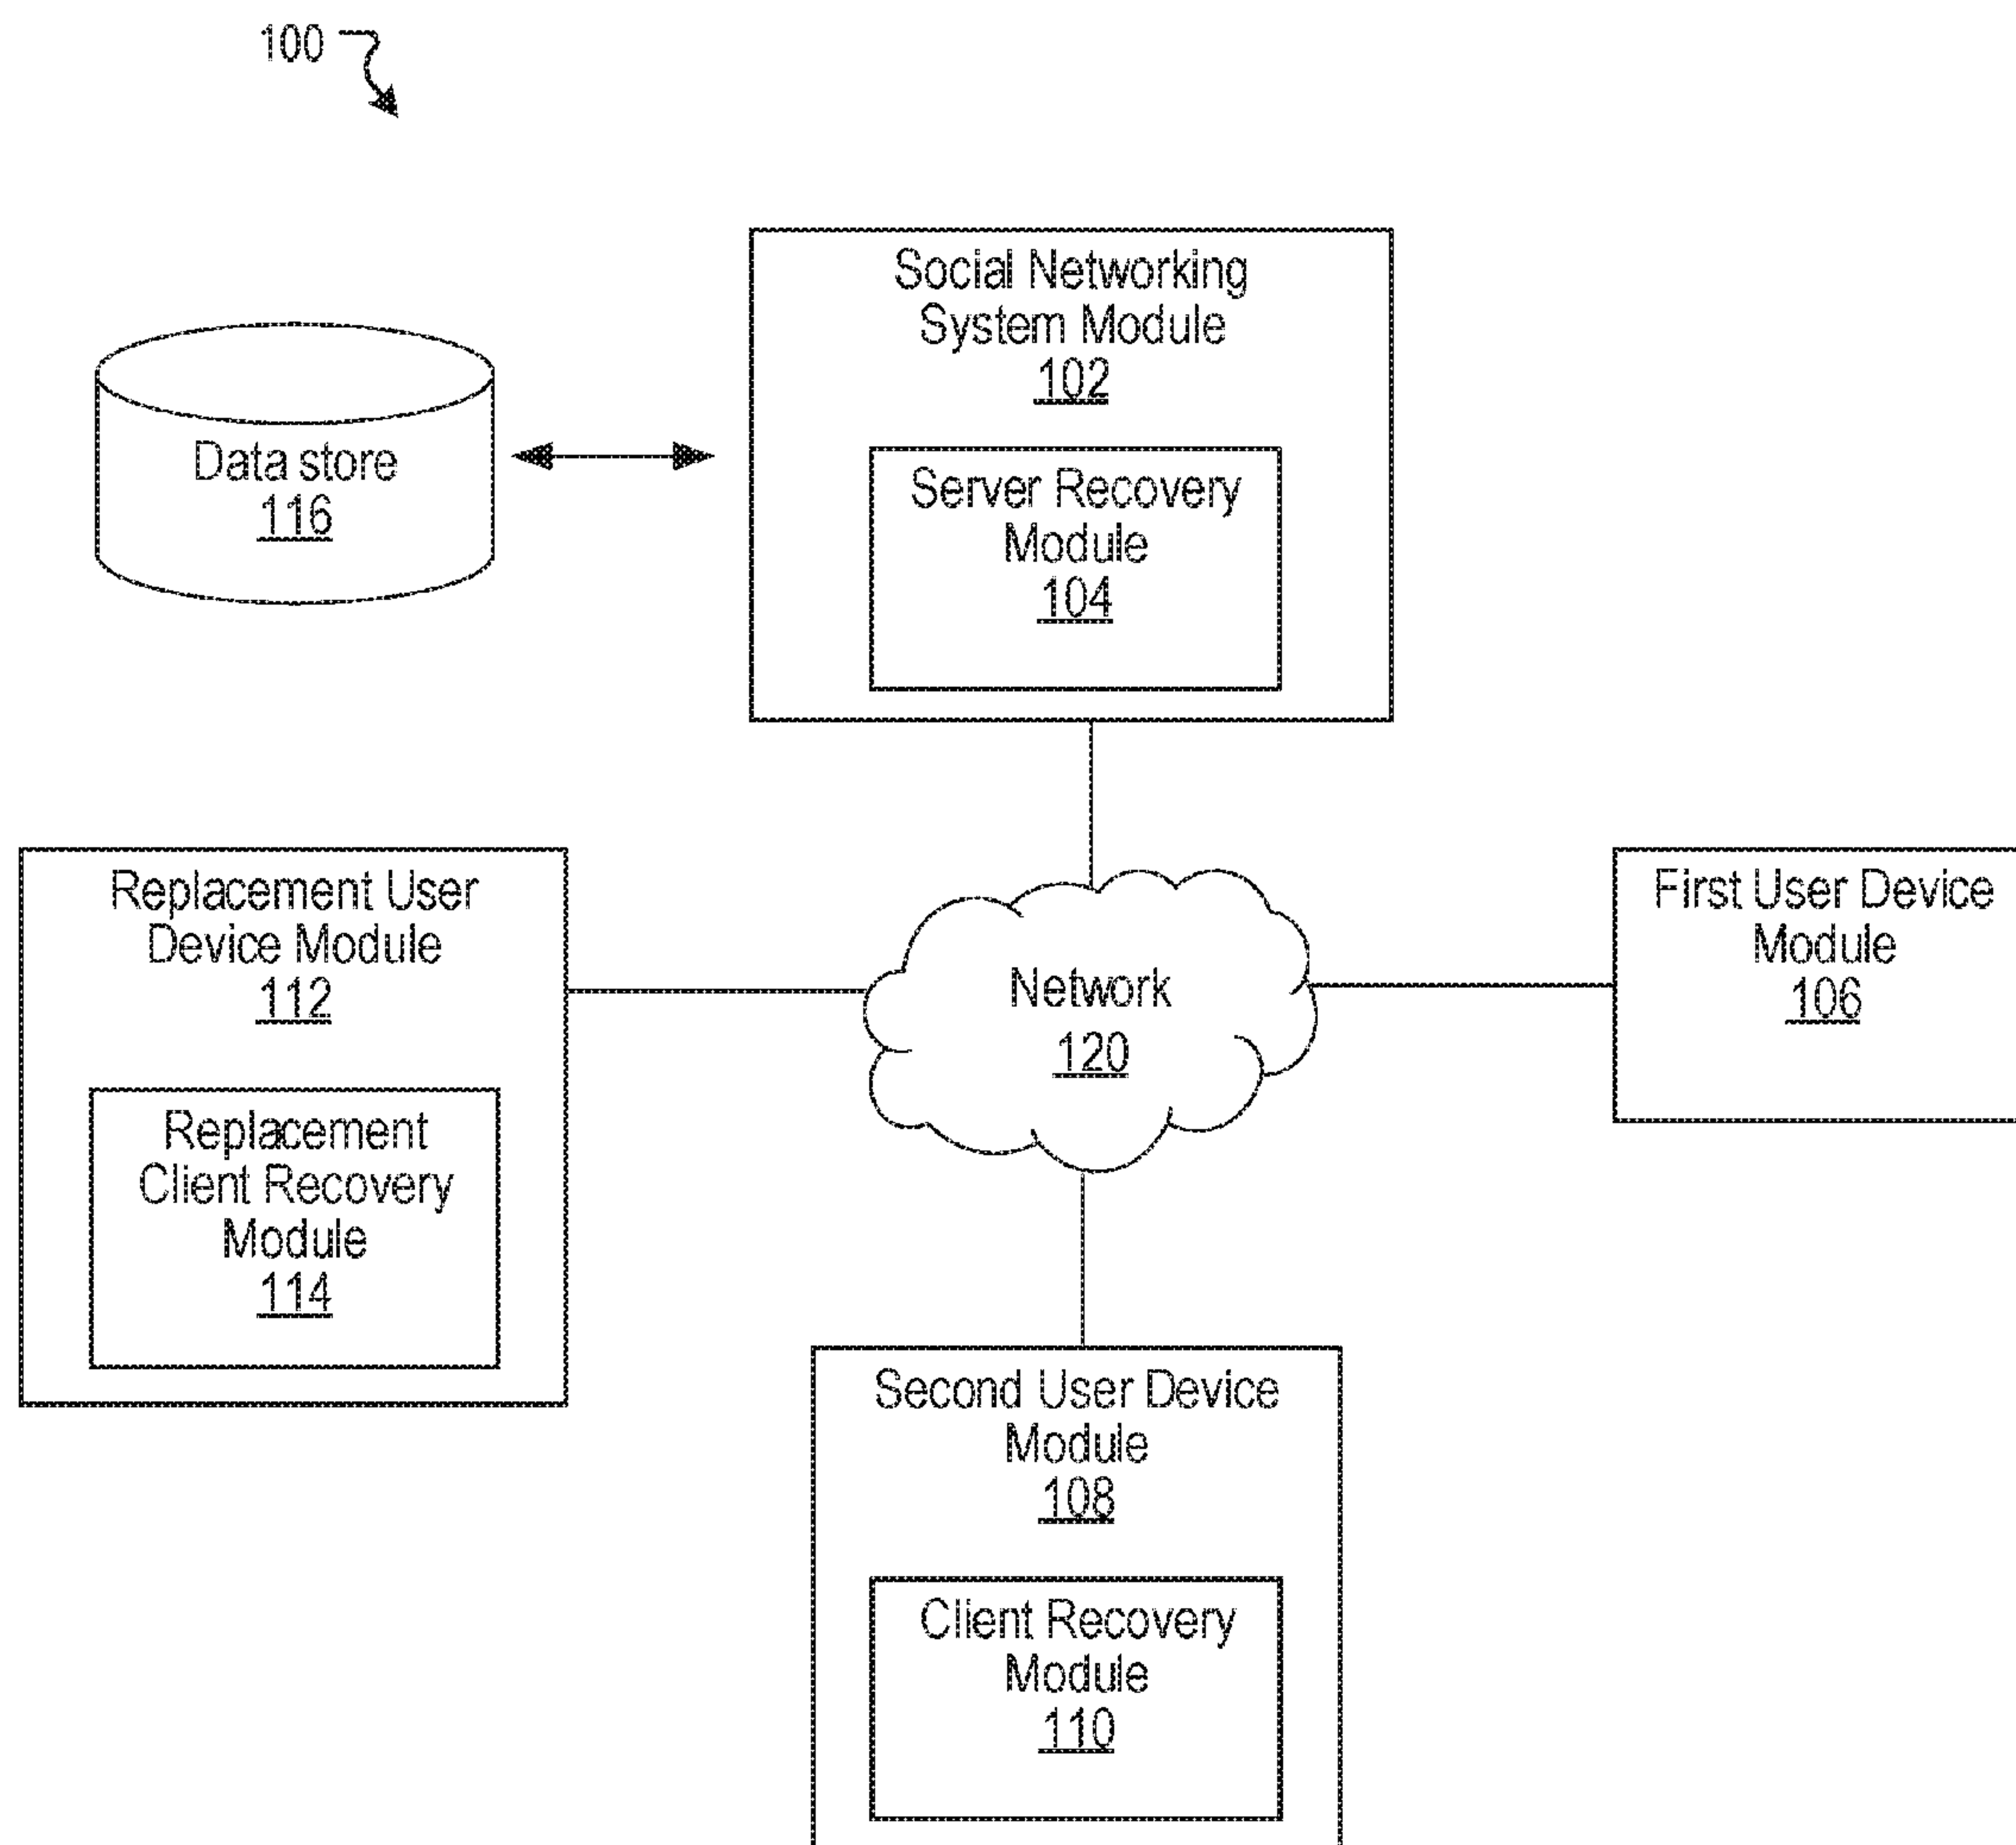 100
Social Networking
System Module
102
Data store
116
Server Recovery
Module
104
Replacement User
Device Module
112
Replacement
Client Recovery
Module
114
Network
120
First User Device
Module
106
Second User Device
Module
108
Client Recovery
Module
110